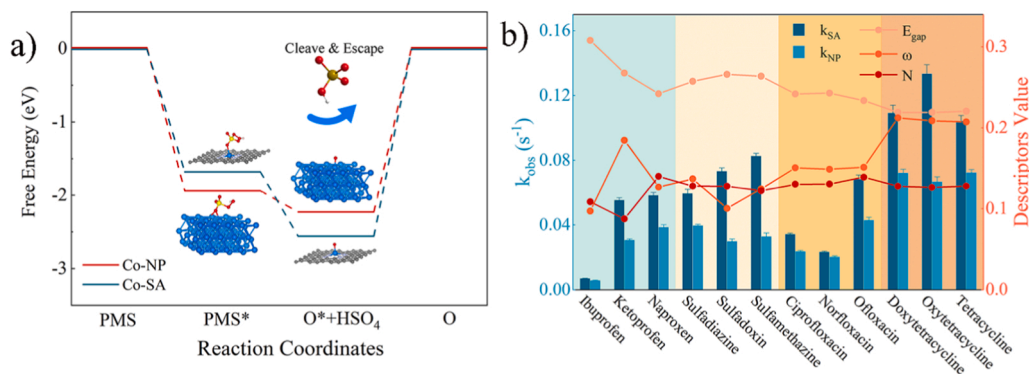 a)
Free Energy (eV)
0
-1
-2
-3
Cleave & Escape
Co-NP
Co-SA
PMS
PMS*
O*+HSO4
O
Reaction Coordinates
b)
kobs (s-1)
0.16
0.12
0.08
0.04
0.00
kSA
kNP
Egap
ω
N
0.3
0.2
0.1
0.0
Descriptors Value
Ibuprofen
Ketoprofen
Naproxen
Sulfadiazine
Sulfadoxin
Sulfamethazine
Ciprofloxacin
Norfloxacin
Ofloxacin
Doxytetracycline
Oxytetracycline
Tetracycline